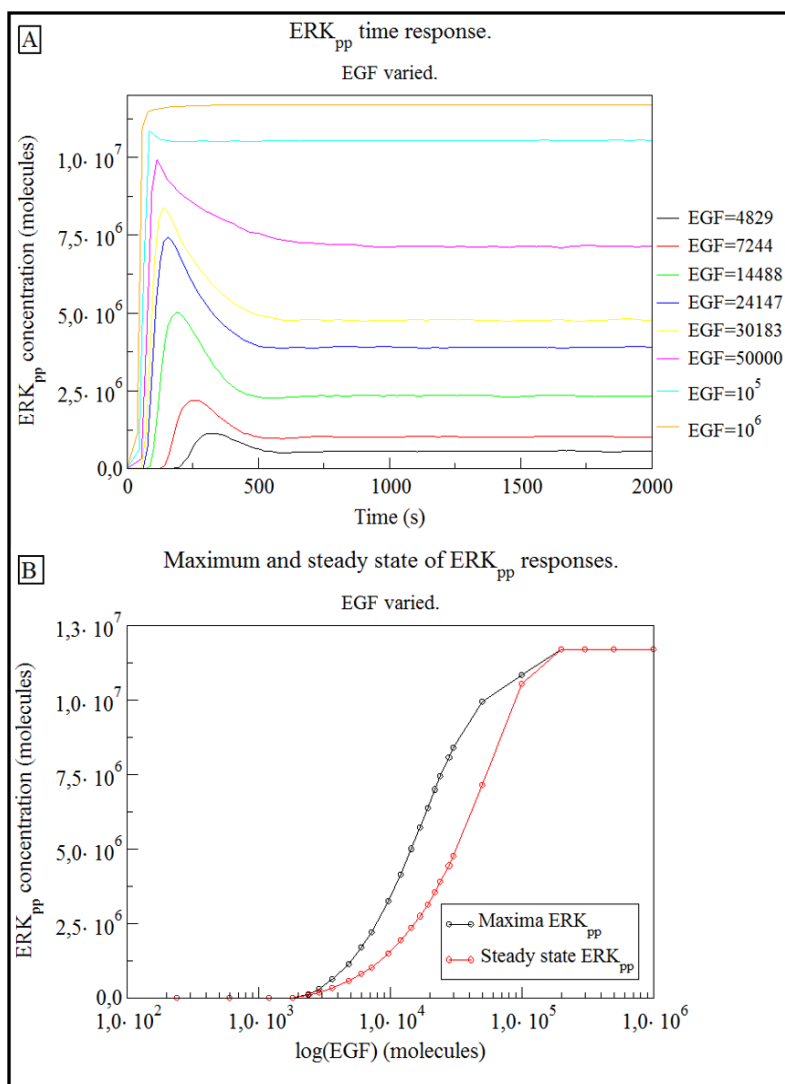 A
ERKpp time response.
EGF varied.
ERKpp concentration (molecules)
1,0· 10^7
7,5· 10^6
5,0· 10^6
2,5· 10^6
0,0
0 500 1000 1500 2000
Time (s)
EGF=4829
EGF=7244
EGF=14488
EGF=24147
EGF=30183
EGF=50000
EGF=10^5
EGF=10^6
B
Maximum and steady state of ERKpp responses.
EGF varied.
ERKpp concentration (molecules)
1,3· 10^7
1,0· 10^7
7,5· 10^6
5,0· 10^6
2,5· 10^6
0,0
Maxima ERKpp
Steady state ERKpp
1,0· 10^2 1,0· 10^3 1,0· 10^4 1,0· 10^5 1,0· 10^6
log(EGF) (molecules)